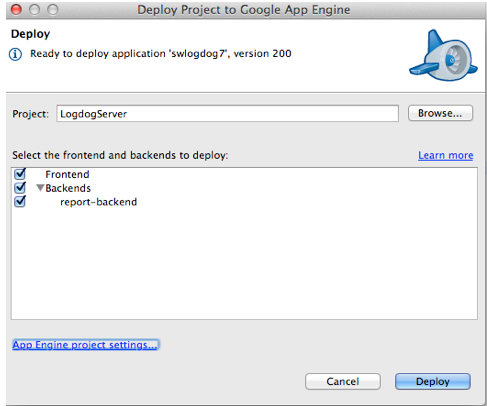 Deploy Project to Google App Engine
Deploy
Ready to deploy application 'swlogdog7', version 200
Project: LogdogServer Browse...
Select the frontend and backends to deploy: Learn more
Frontend
Backends
report-backend
App Engine project settings...
Cancel Deploy